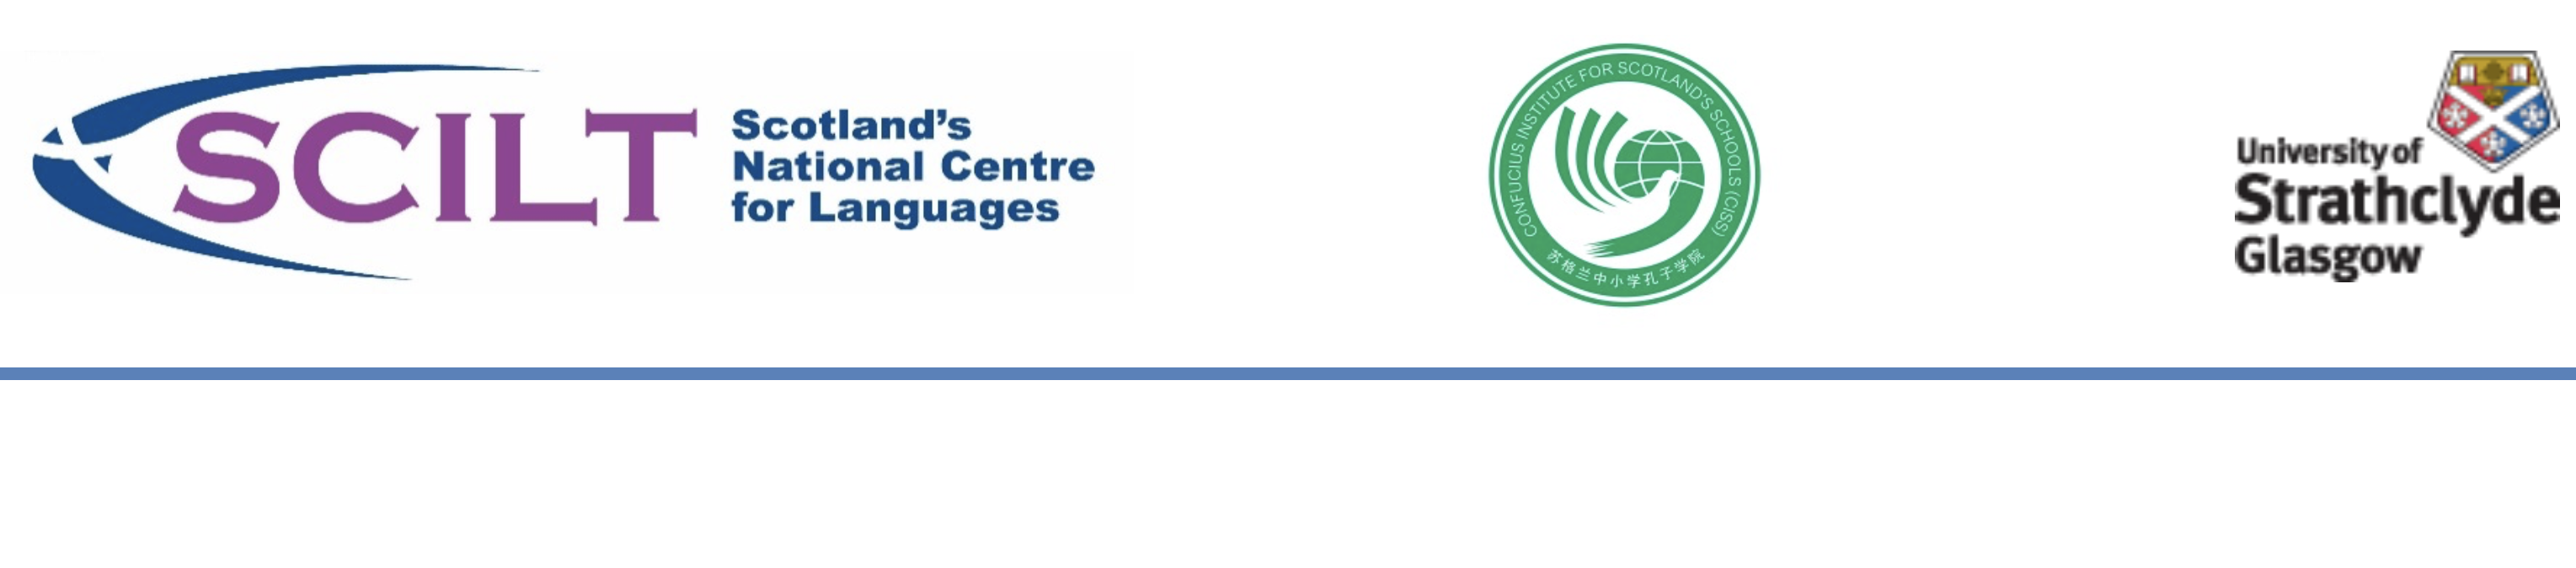 SCILT
Scotland's
National Centre
for Languages
CONFUCIUS INSTITUTE FOR SCOTLAND'S SCHOOLS (CISS)
苏格兰中小学孔子学院
University of
Strathclyde
Glasgow